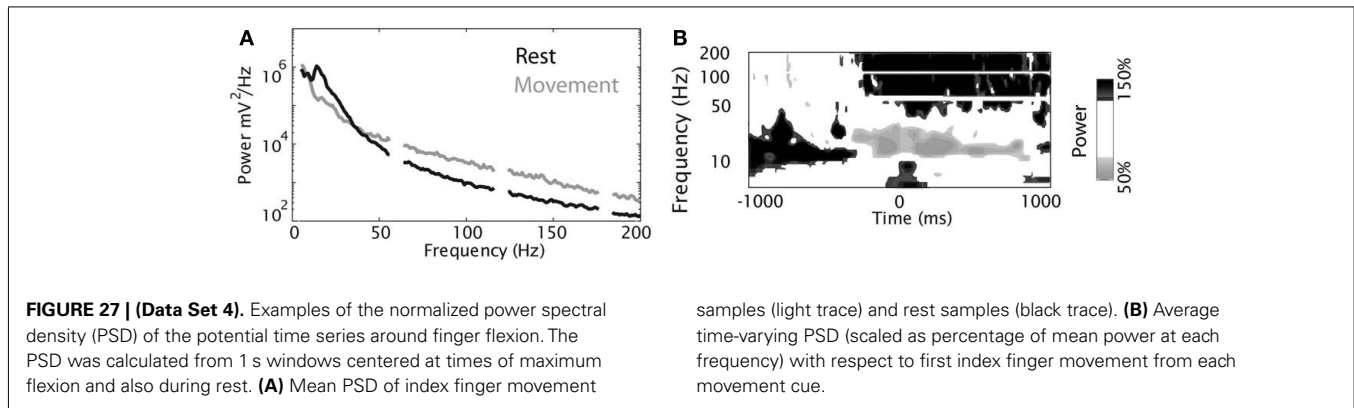 A
Rest
Movement
Power mV²/Hz
10⁶
10⁴
10²
0 50 100 150 200
Frequency (Hz)
B
Frequency (Hz)
200
100
50
10
-1000 0 1000
Time (ms)
Power
150%
50%
FIGURE 27 | (Data Set 4). Examples of the normalized power spectral
density (PSD) of the potential time series around finger flexion. The
PSD was calculated from 1 s windows centered at times of maximum
flexion and also during rest. (A) Mean PSD of index finger movement
samples (light trace) and rest samples (black trace). (B) Average
time-varying PSD (scaled as percentage of mean power at each
frequency) with respect to first index finger movement from each
movement cue.